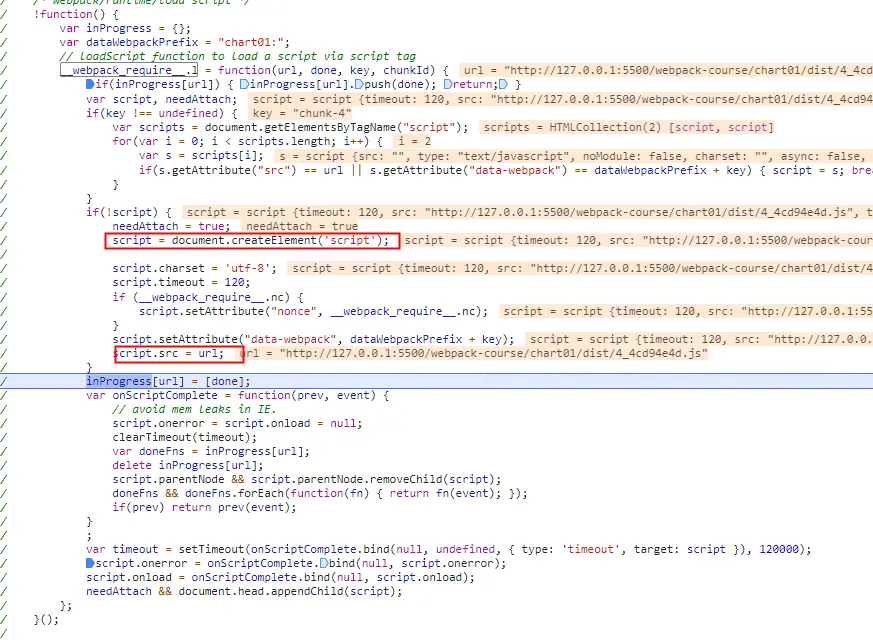 /* webpack/runtime/load script */
/ !function() {
/ var inProgress = {};
/ var dataWebpackPrefix = "chart01:";
/ // loadScript function to load a script via script tag
/ __webpack_require__.l = function(url, done, key, chunkId) { url = "http://127.0.0.1:5500/webpack-course/chart01/dist/4_4cd
/ if(inProgress[url]) { inProgress[url].push(done); return; }
/ var script, needAttach; script = script {timeout: 120, src: "http://127.0.0.1:5500/webpack-course/chart01/dist/4_4cd94
/ if(key !== undefined) { key = "chunk-4"
/ var scripts = document.getElementsByTagName("script"); scripts = HTMLCollection(2) [script, script]
/ for(var i = 0; i < scripts.length; i++) { i = 2
/ var s = scripts[i]; s = script {src: "", type: "text/javascript", noModule: false, charset: "", async: false,
/ if(s.getAttribute("src") == url || s.getAttribute("data-webpack") == dataWebpackPrefix + key) { script = s; brea
/ }
/ }
/ if(!script) { script = script {timeout: 120, src: "http://127.0.0.1:5500/webpack-course/chart01/dist/4_4cd94e4d.js", t
/ needAttach = true; needAttach = true
/ script = document.createElement('script'); script = script {timeout: 120, src: "http://127.0.0.1:5500/webpack-cour
/
/ script.charset = 'utf-8'; script = script {timeout: 120, src: "http://127.0.0.1:5500/webpack-course/chart01/dist/4
/ script.timeout = 120;
/ if (__webpack_require__.nc) {
/ script.setAttribute("nonce", __webpack_require__.nc); script = script {timeout: 120, src: "http://127.0.0.1:55
/ }
/ script.setAttribute("data-webpack", dataWebpackPrefix + key); script = script {timeout: 120, src: "http://127.0.
/ script.src = url; url = "http://127.0.0.1:5500/webpack-course/chart01/dist/4_4cd94e4d.js"
/ }
/ inProgress[url] = [done];
/ var onScriptComplete = function(prev, event) {
/ // avoid mem leaks in IE.
/ script.onerror = script.onload = null;
/ clearTimeout(timeout);
/ var doneFns = inProgress[url];
/ delete inProgress[url];
/ script.parentNode && script.parentNode.removeChild(script);
/ doneFns && doneFns.forEach(function(fn) { return fn(event); });
/ if(prev) return prev(event);
/ }
/ ;
/ var timeout = setTimeout(onScriptComplete.bind(null, undefined, { type: 'timeout', target: script }), 120000);
/ script.onerror = onScriptComplete.bind(null, script.onerror);
/ script.onload = onScriptComplete.bind(null, script.onload);
/ needAttach && document.head.appendChild(script);
/ };
/ }();
/